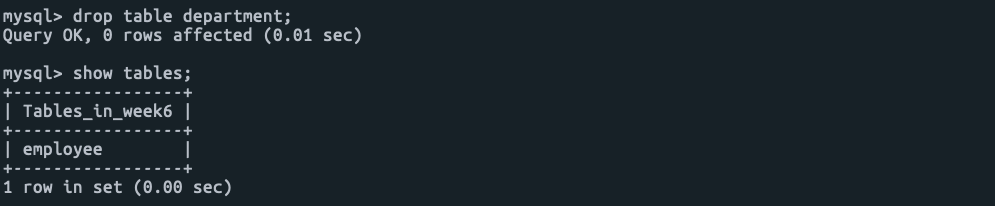 mysql> drop table department;
Query OK, 0 rows affected (0.01 sec)

mysql> show tables;
+-----------------+
| Tables_in_week6 |
+-----------------+
| employee        |
+-----------------+
1 row in set (0.00 sec)